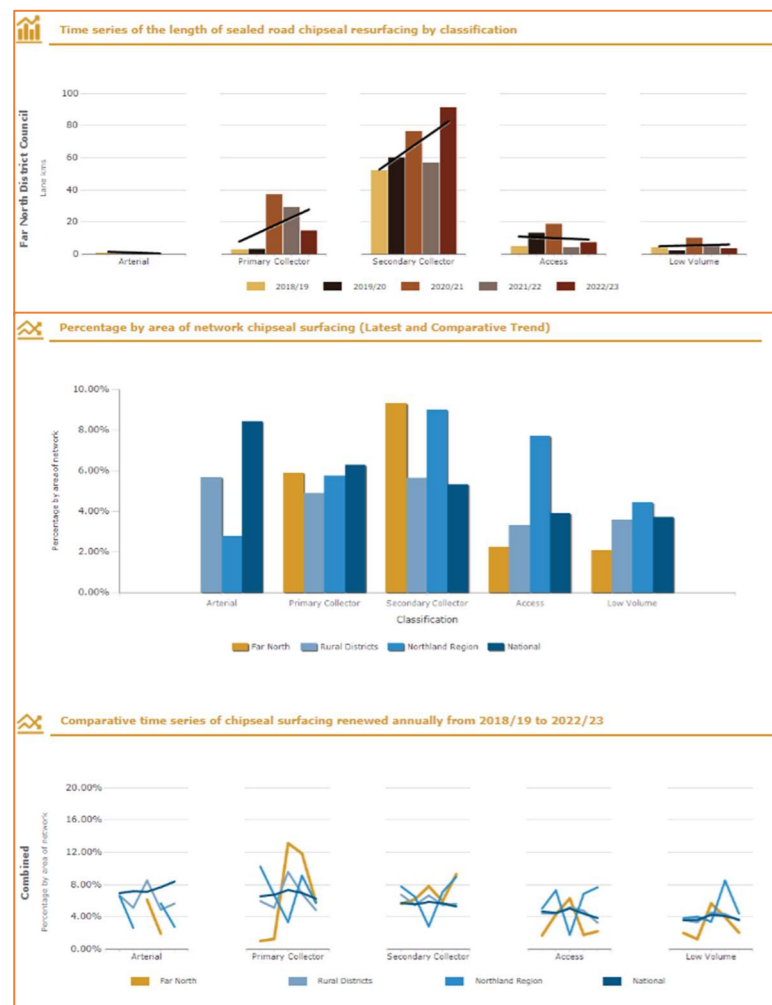 Time series of the length of sealed road chipseal resurfacing by classification
Far North District Council
Lane kms
100
80
60
40
20
0
Arterial Primary Collector Secondary Collector Access Low Volume
2018/19 2019/20 2020/21 2021/22 2022/23
Percentage by area of network chipseal surfacing (Latest and Comparative Trend)
Percentage by area of network
10.00%
8.00%
6.00%
4.00%
2.00%
0.00%
Arterial Primary Collector Secondary Collector Access Low Volume
Classification
Far North Rural Districts Northland Region National
Comparative time series of chipseal surfacing renewed annually from 2018/19 to 2022/23
Combined
Percentage by area of network
20.00%
16.00%
12.00%
8.00%
4.00%
0.00%
Arterial Primary Collector Secondary Collector Access Low Volume
Far North Rural Districts Northland Region National